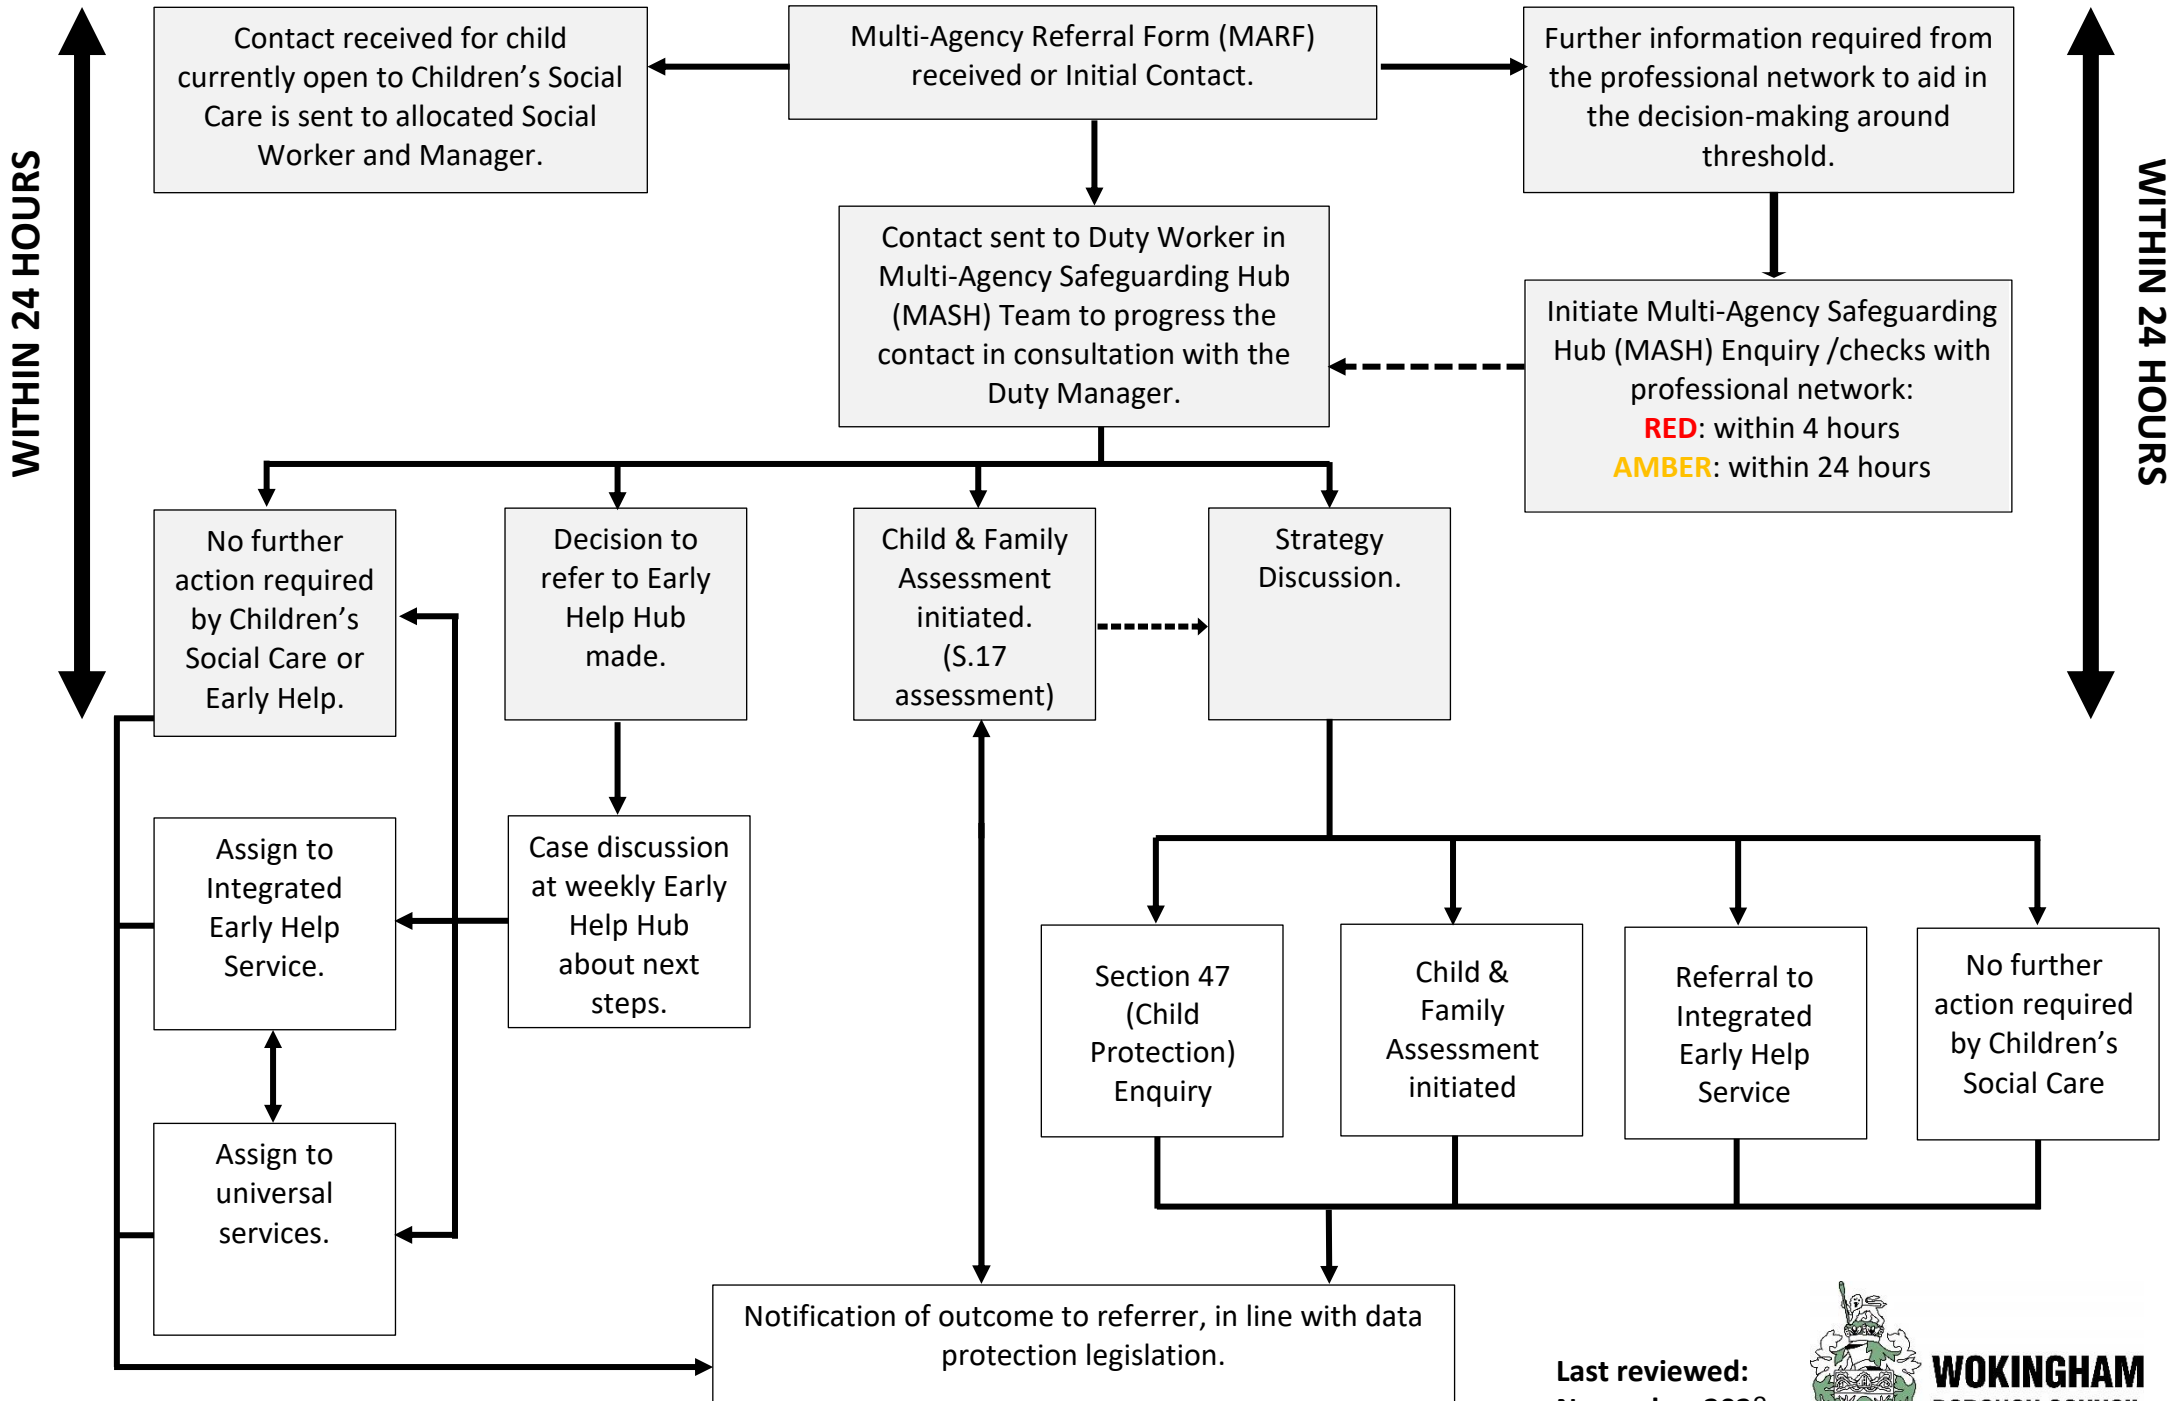 WITHIN 24 HOURS
Contact received for child
currently open to Children’s Social
Care is sent to allocated Social
Worker and Manager.
Multi-Agency Referral Form (MARF)
received or Initial Contact.
Further information required from
the professional network to aid in
the decision-making around
threshold.
WITHIN 24 HOURS
Contact sent to Duty Worker in
Multi-Agency Safeguarding Hub
(MASH) Team to progress the
contact in consultation with the
Duty Manager.
Initiate Multi-Agency Safeguarding
Hub (MASH) Enquiry /checks with
professional network:
RED: within 4 hours
AMBER: within 24 hours
No further
action required
by Children’s
Social Care or
Early Help.
Decision to
refer to Early
Help Hub
made.
Child & Family
Assessment
initiated.
(S.17
assessment)
Strategy
Discussion.
Assign to
Integrated
Early Help
Service.
Case discussion
at weekly Early
Help Hub
about next
steps.
Section 47
(Child
Protection)
Enquiry
Child &
Family
Assessment
initiated
Referral to
Integrated
Early Help
Service
No further
action required
by Children’s
Social Care
Assign to
universal
services.
Notification of outcome to referrer, in line with data
protection legislation.
Last reviewed:
November
WOKINGHAM
BOROUGH COUNCIL